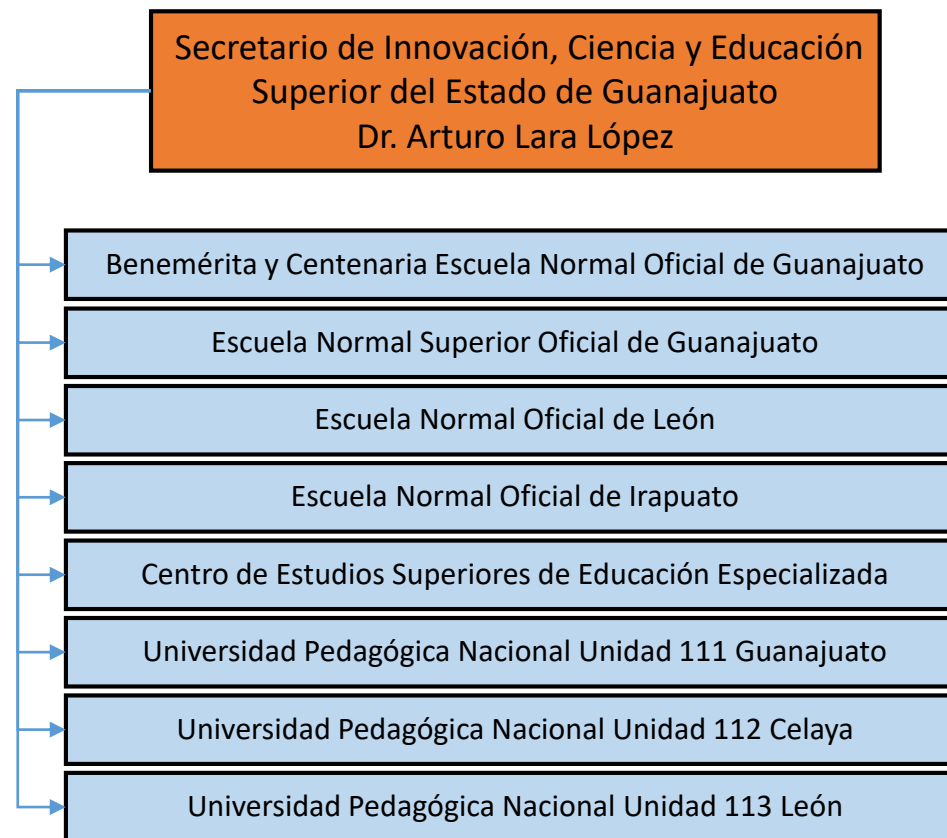 Secretario de Innovación, Ciencia y Educación
Superior del Estado de Guanajuato
Dr. Arturo Lara López
Benemérita y Centenaria Escuela Normal Oficial de Guanajuato
Escuela Normal Superior Oficial de Guanajuato
Escuela Normal Oficial de León
Escuela Normal Oficial de Irapuato
Centro de Estudios Superiores de Educación Especializada
Universidad Pedagógica Nacional Unidad 111 Guanajuato
Universidad Pedagógica Nacional Unidad 112 Celaya
Universidad Pedagógica Nacional Unidad 113 León